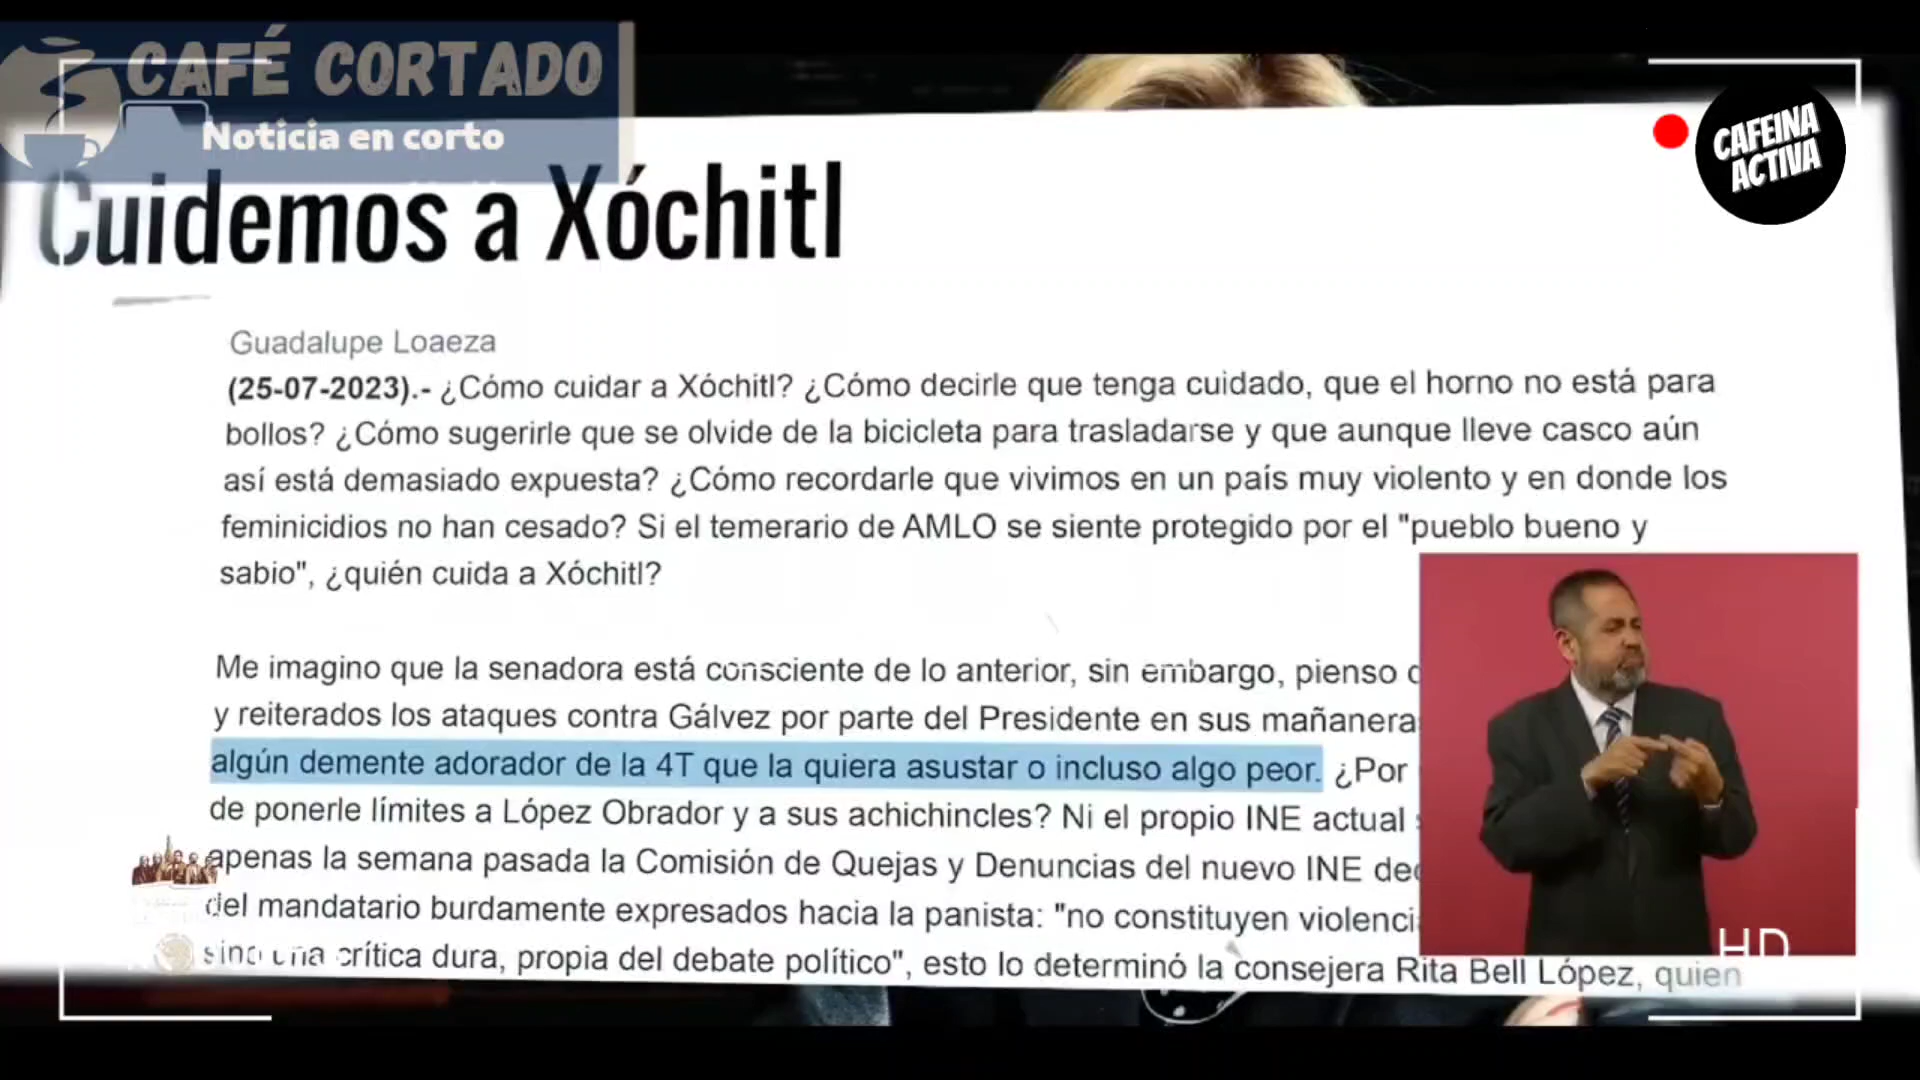 CAFÉ CORTADO
Noticia en corto
CAFEINA
ACTIVA
Cuidemos a Xóchitl
Guadalupe Loaeza
(25-07-2023).- ¿Cómo cuidar a Xóchitl? ¿Cómo decirle que tenga cuidado, que el horno no está para
bollos? ¿Cómo sugerirle que se olvide de la bicicleta para trasladarse y que aunque lleve casco aún
así está demasiado expuesta? ¿Cómo recordarle que vivimos en un país muy violento y en donde los
feminicidios no han cesado? Si el temerario de AMLO se siente protegido por el "pueblo bueno y
sabio", ¿quién cuida a Xóchitl?
Me imagino que la senadora está consciente de lo anterior, sin embargo, pienso
y reiterados los ataques contra Gálvez por parte del Presidente en sus mañanera
algún demente adorador de la 4T que la quiera asustar o incluso algo peor. ¿Por
de ponerle límites a López Obrador y a sus achichincles? Ni el propio INE actual
apenas la semana pasada la Comisión de Quejas y Denuncias del nuevo INE
del mandatario burdamente expresados hacia la panista: "no constituyen violenci
sino una crítica dura, propia del debate político", esto lo determinó la consejera Rita Bell López, quien
HD